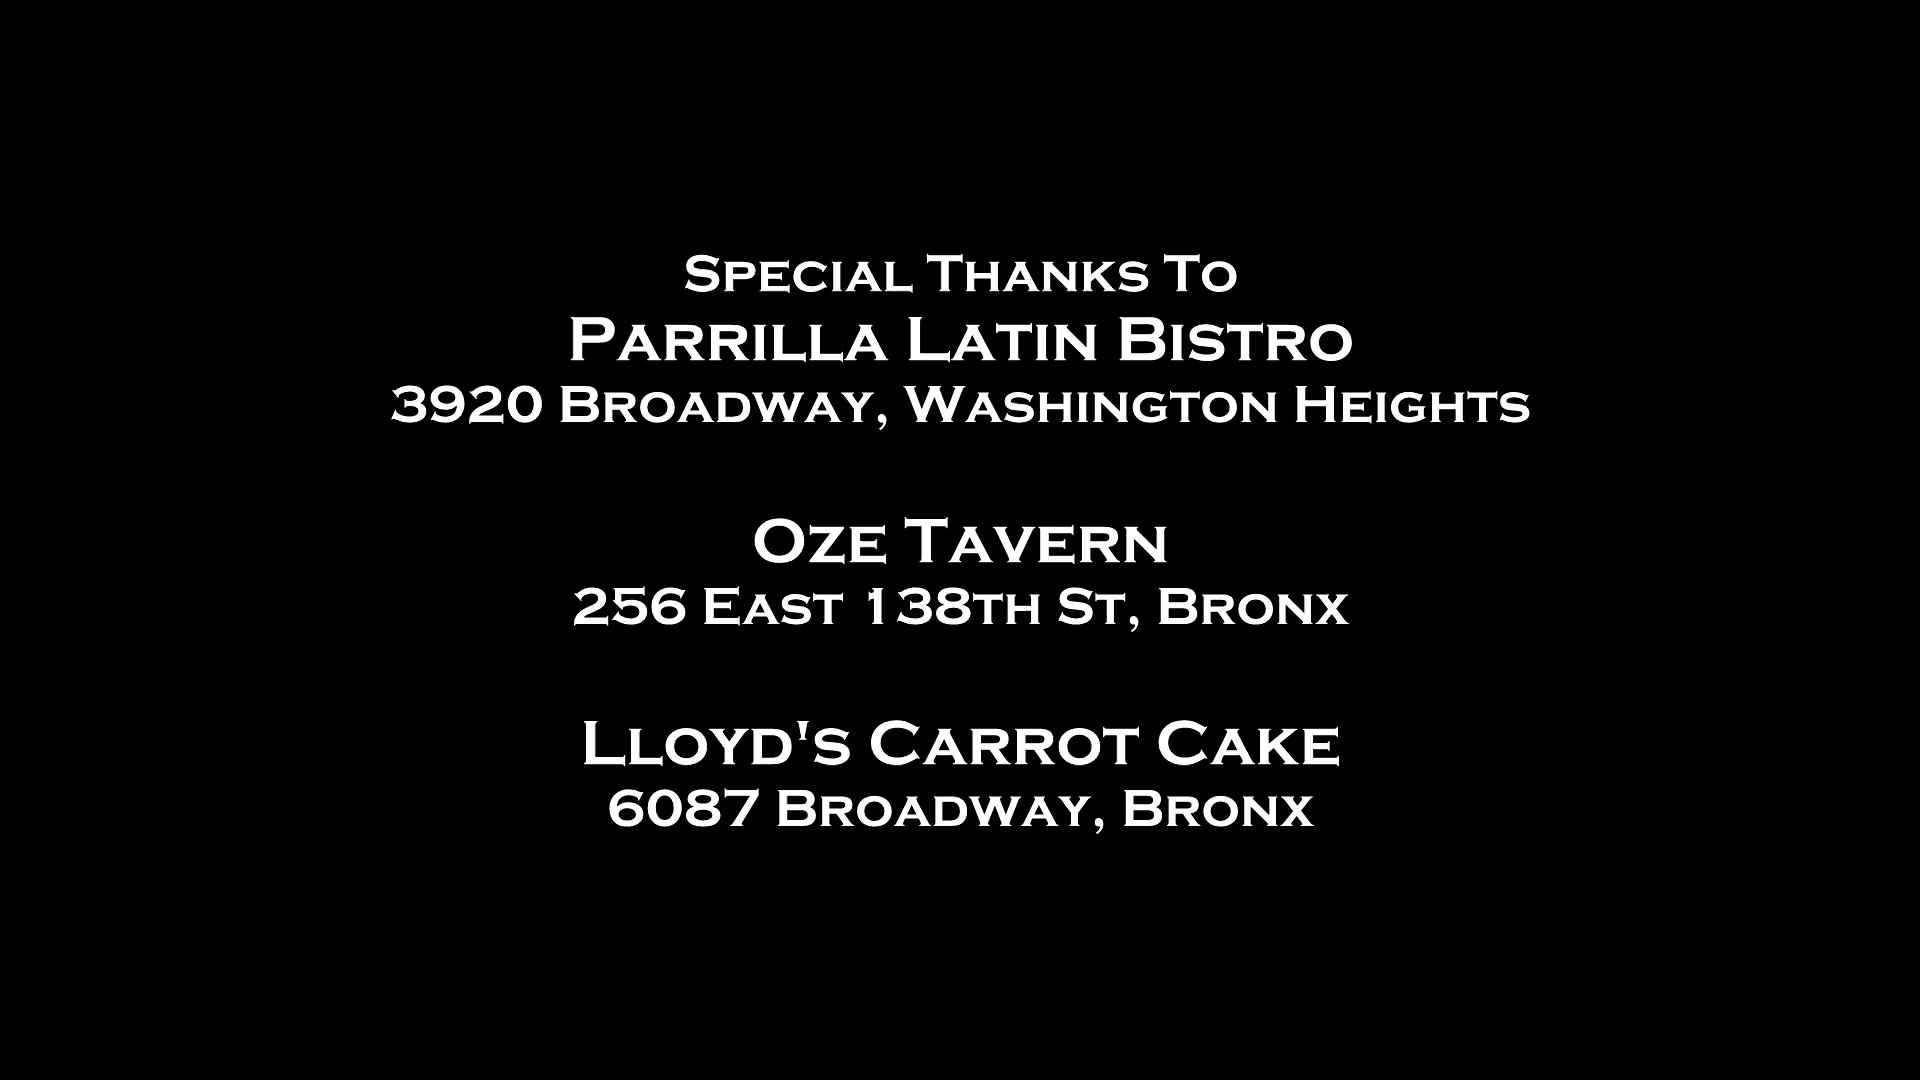 Special Thanks To
Parrilla Latin Bistro
3920 Broadway, Washington Heights
Oze Tavern
256 East 138th St, Bronx
Lloyd's Carrot Cake
6087 Broadway, Bronx